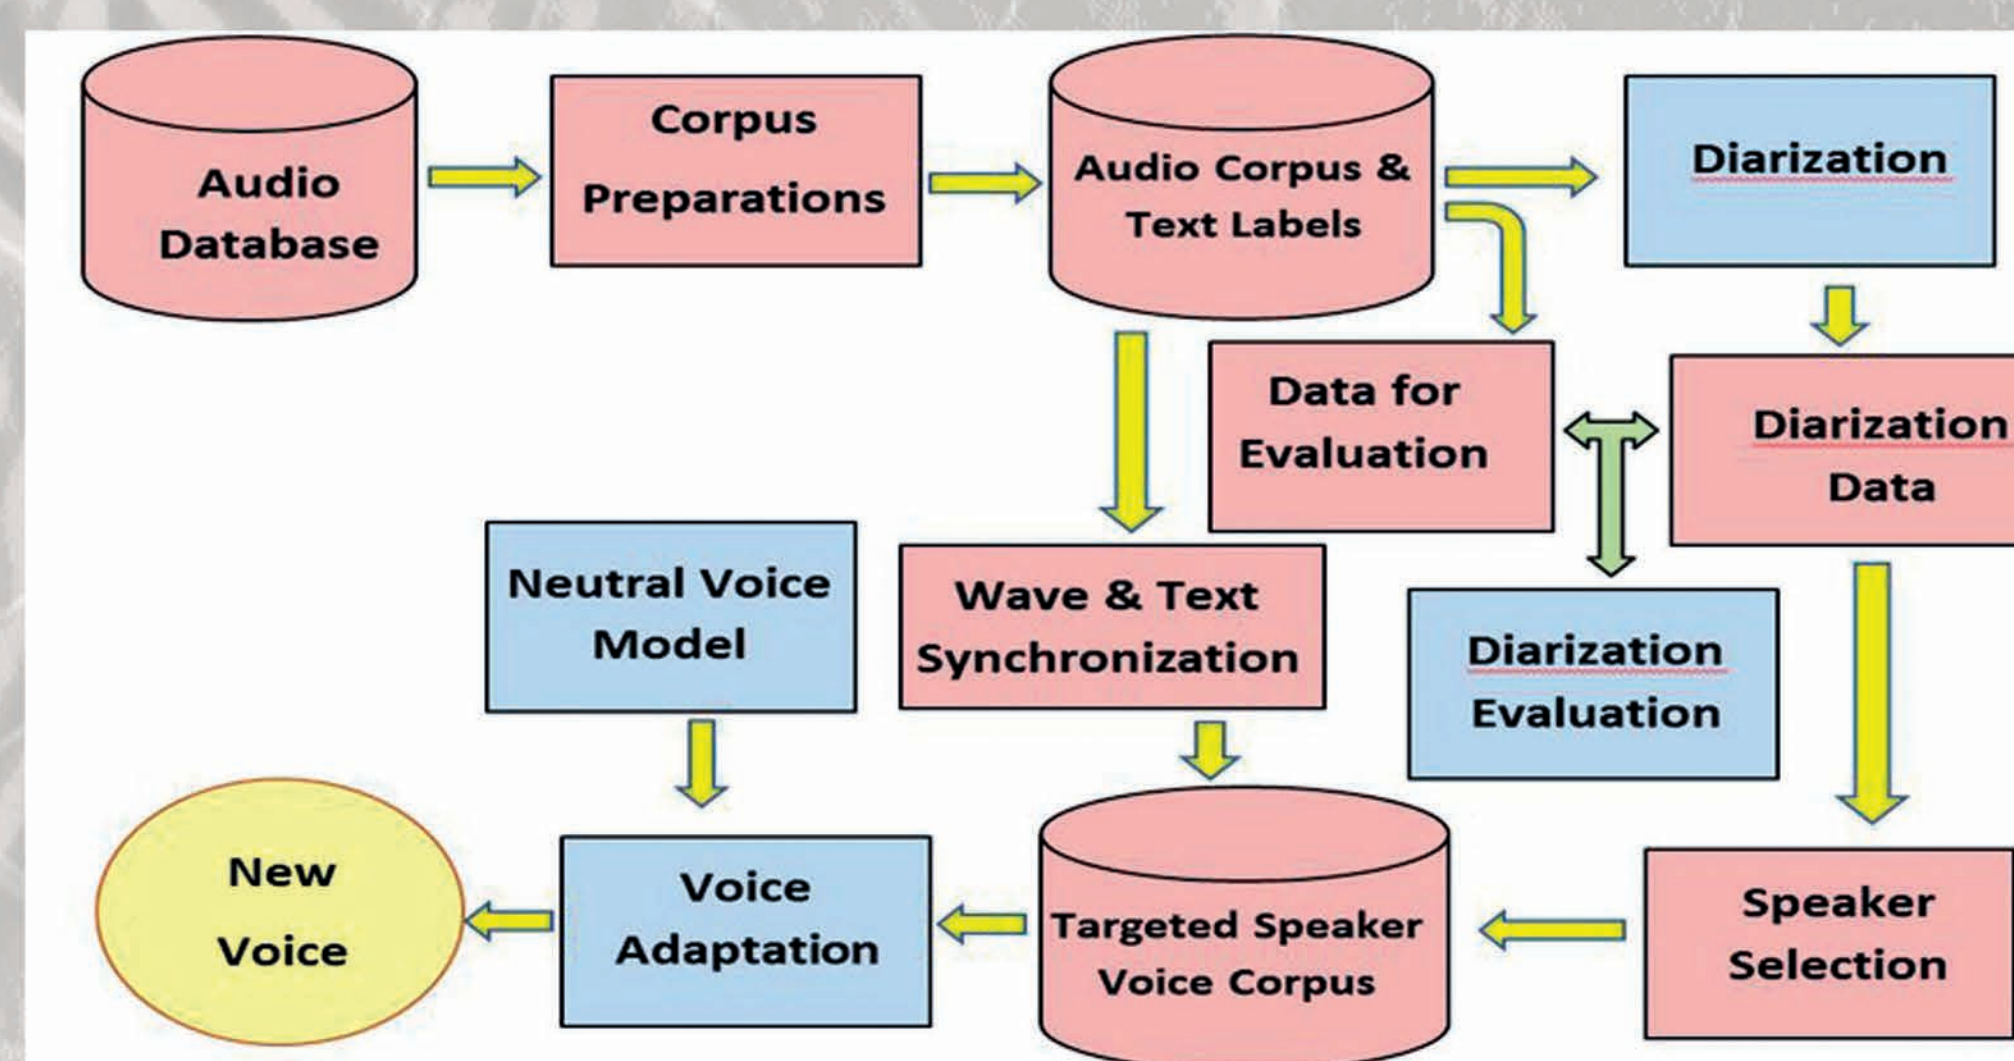 Audio
Database
Corpus
Preparations
Audio Corpus &
Text Labels
Diarization
Data for
Evaluation
Diarization
Data
Neutral Voice
Model
Wave & Text
Synchronization
Diarization
Evaluation
New
Voice
Voice
Adaptation
Targeted Speaker
Voice Corpus
Speaker
Selection